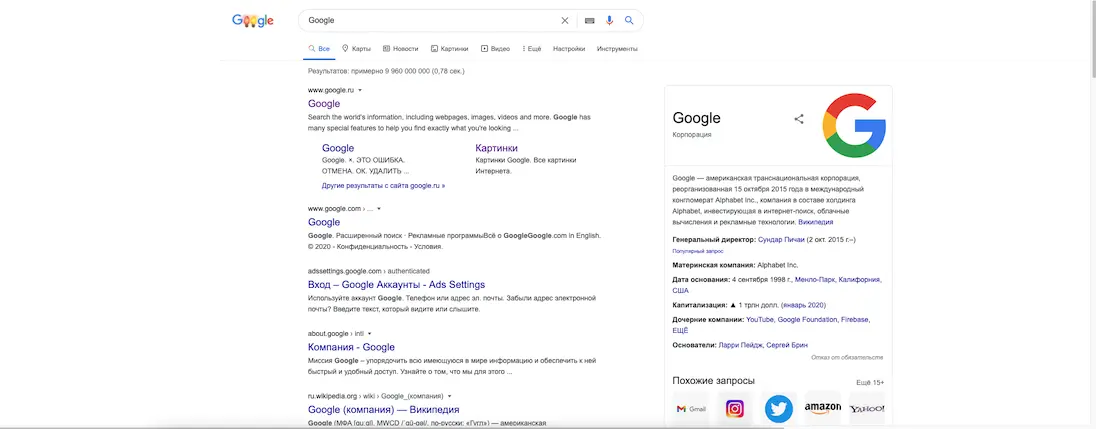 Google
Google
Все Карты Новости Картинки Видео Ещё Настройки Инструменты
Результатов: примерно 9 960 000 000 (0,78 сек.)
www.google.ru
Google
Search the world's information, including webpages, images, videos and more. Google has
many special features to help you find exactly what you're looking ...
Google
Google. ×. ЭТО ОШИБКА.
ОТМЕНА. ОК. УДАЛИТЬ ...
Картинки
Картинки Google. Все картинки
Интернета.
Другие результаты с сайта google.ru »
www.google.com › ...
Google
Google. Расширенный поиск · Рекламные программыВсё о GoogleGoogle.com in English.
© 2020 - Конфиденциальность - Условия.
adssettings.google.com › authenticated
Вход – Google Аккаунты - Ads Settings
Используйте аккаунт Google. Телефон или адрес эл. почты. Забыли адрес электронной
почты? Введите текст, который видите или слышите.
about.google › intl
Компания - Google
Миссия Google – упорядочить всю имеющуюся в мире информацию и обеспечить к ней
быстрый и удобный доступ. Узнайте о том, что мы для этого ...
ru.wikipedia.org › wiki › Google_(компания)
Google (компания) — Википедия
Google (МФА [ɡuːɡl], MWCD /ˈɡü-ɡəl/, по-русски: «Гугл») — американская
Google
Корпорация
Google — американская транснациональная корпорация,
реорганизованная 15 октября 2015 года в международный
конгломерат Alphabet Inc., компания в составе холдинга
Alphabet, инвестирующая в интернет-поиск, облачные
вычисления и рекламные технологии. Википедия
Генеральный директор: Сундар Пичаи (2 окт. 2015 г.–)
Популярный запрос
Материнская компания: Alphabet Inc.
Дата основания: 4 сентября 1998 г., Менло-Парк, Калифорния,
США
Капитализация: ▲ 1 трлн долл. (январь 2020)
Дочерние компании: YouTube, Google Foundation, Firebase,
ЕЩЁ
Основатели: Ларри Пейдж, Сергей Брин
Отказ от обязательств
Похожие запросы
Ещё 15+
Gmail
amazon
YAHOO!